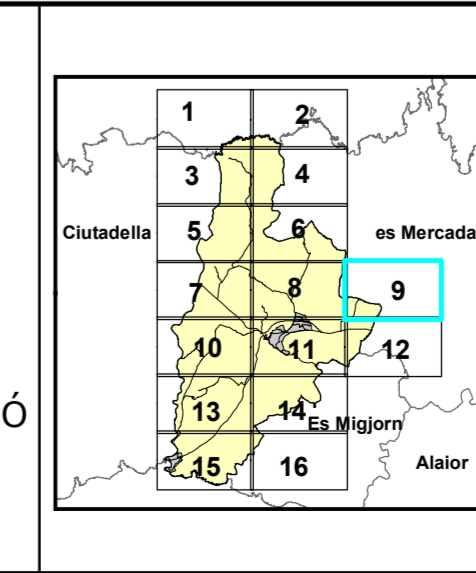 1 2
3 4
Ciutadella 5 6 es Mercada
7 8 9
10 11 12
Ó 13 14 Es Migjorn
15 16 Alaior